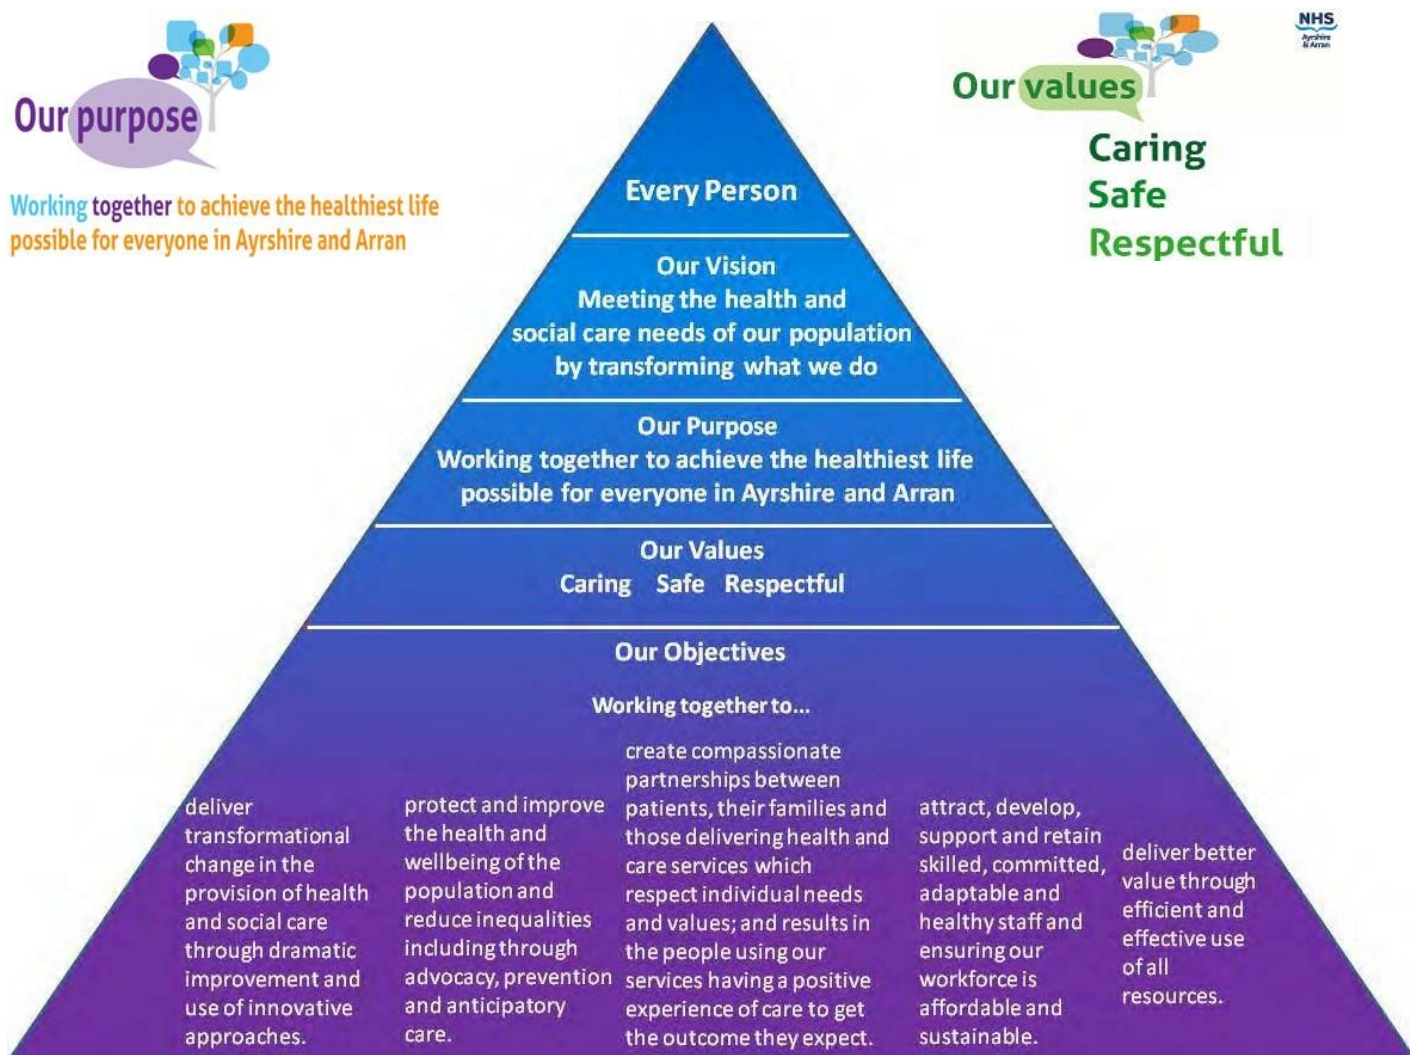 Our purpose
Working together to achieve the healthiest life
possible for everyone in Ayrshire and Arran
Our values
Caring
Safe
Respectful
NHS
Ayrshire
& Arran
Every Person
Our Vision
Meeting the health and
social care needs of our population
by transforming what we do
Our Purpose
Working together to achieve the healthiest life
possible for everyone in Ayrshire and Arran
Our Values
Caring Safe Respectful
Our Objectives
Working together to...
deliver
transformational
change in the
provision of health
and social care
through dramatic
improvement and
use of innovative
approaches.
protect and improve
the health and
wellbeing of the
population and
reduce inequalities
including through
advocacy, prevention
and anticipatory
care.
create compassionate
partnerships between
patients, their families and
those delivering health and
care services which
respect individual needs
and values; and results in
the people using our
services having a positive
experience of care to get
the outcome they expect.
attract, develop,
support and retain
skilled, committed,
adaptable and
healthy staff and
ensuring our
workforce is
affordable and
sustainable.
deliver better
value through
efficient and
effective use
of all
resources.